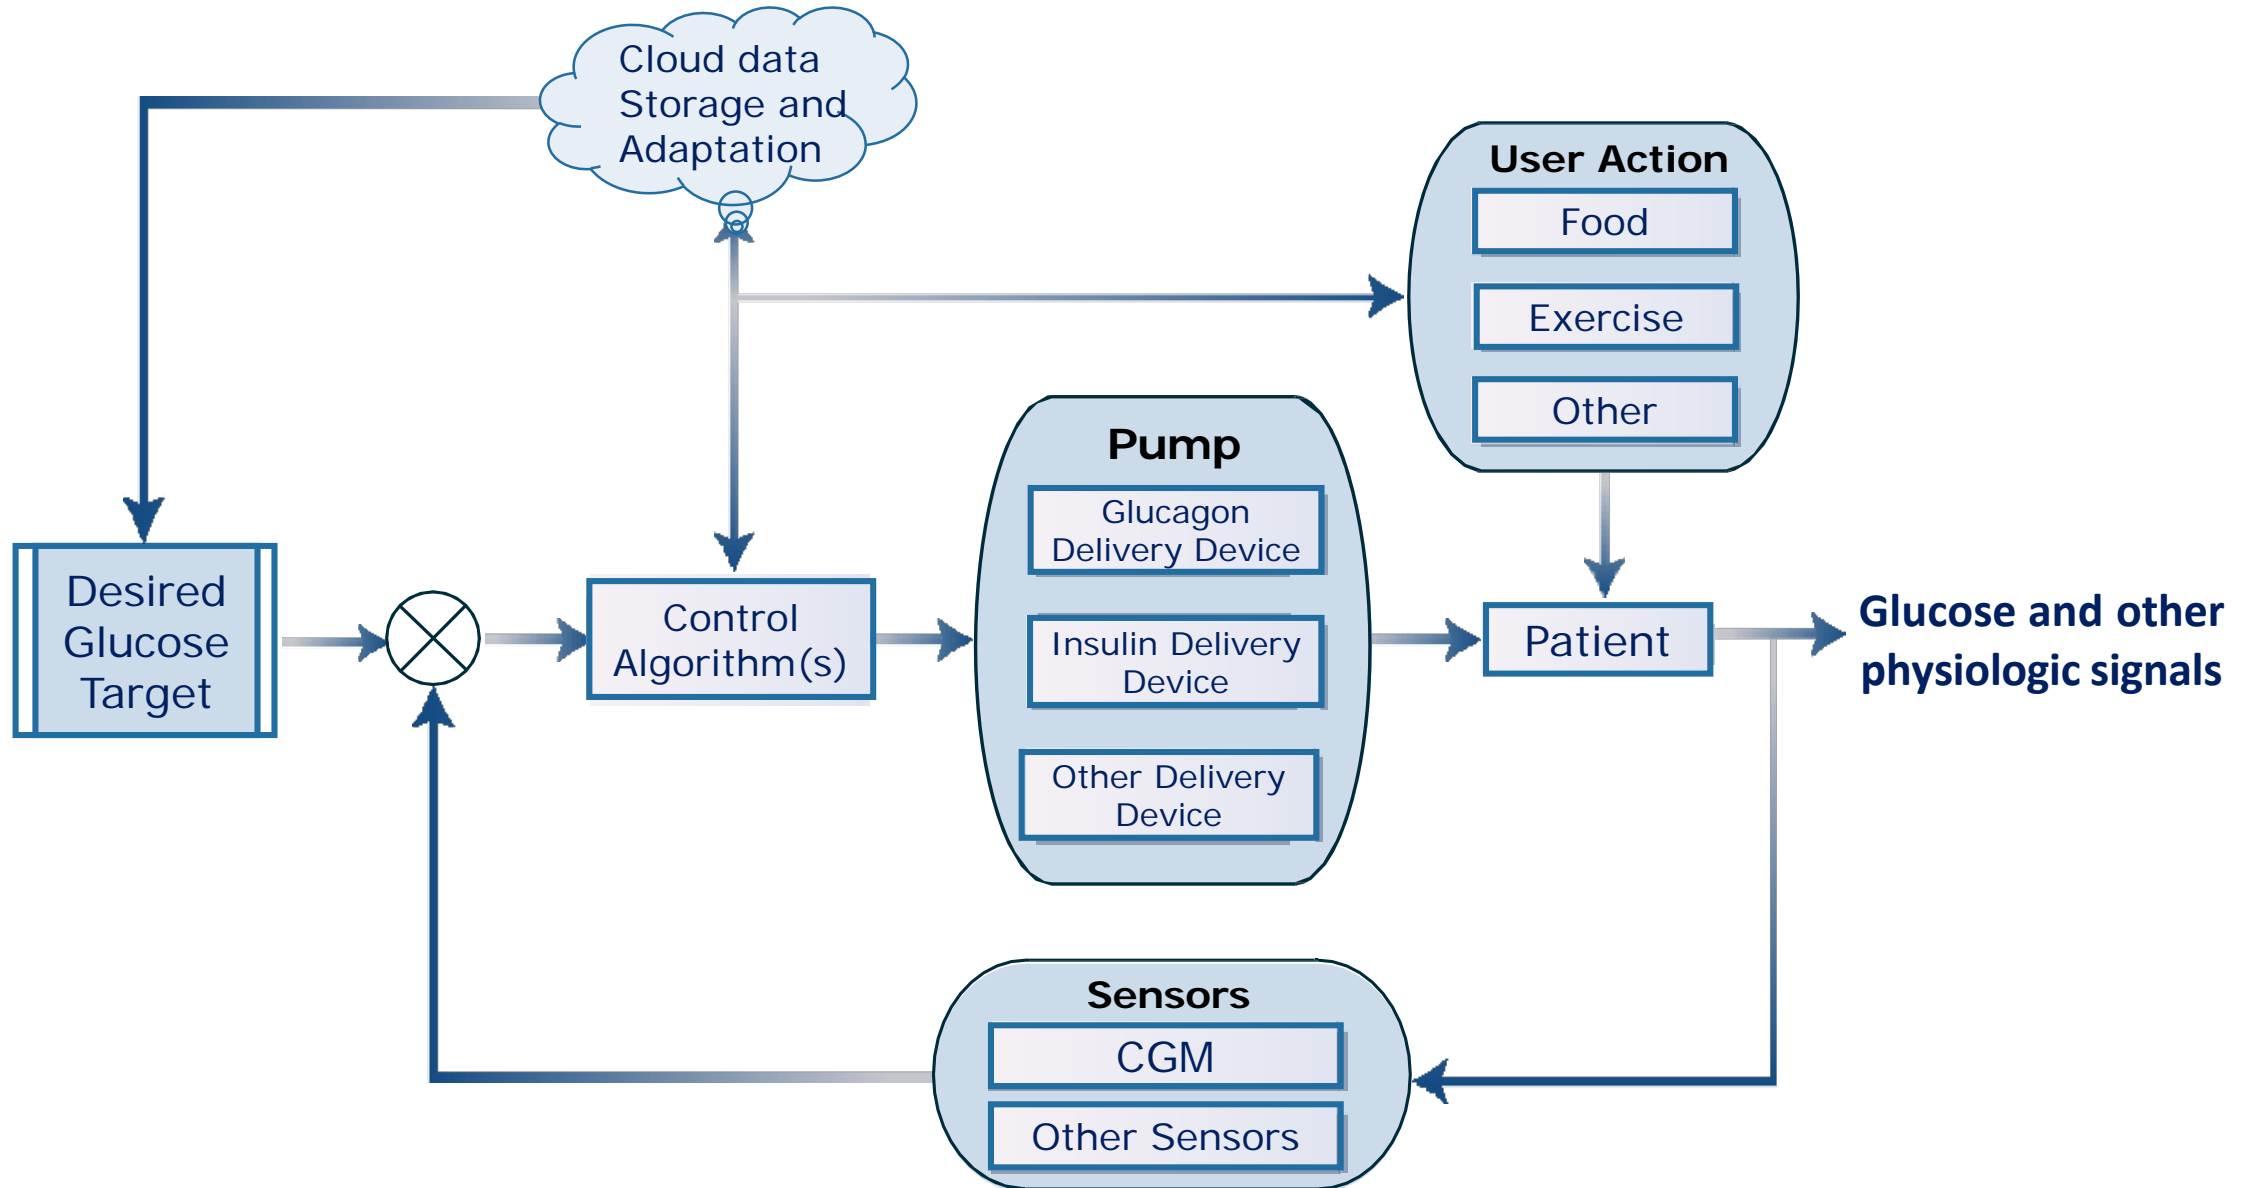 Cloud data
Storage and
Adaptation
User Action
Food
Exercise
Other
Pump
Glucagon
Delivery Device
Insulin Delivery
Device
Other Delivery
Device
Desired
Glucose
Target
Control
Algorithm(s)
Patient
Glucose and other
physiologic signals
Sensors
CGM
Other Sensors